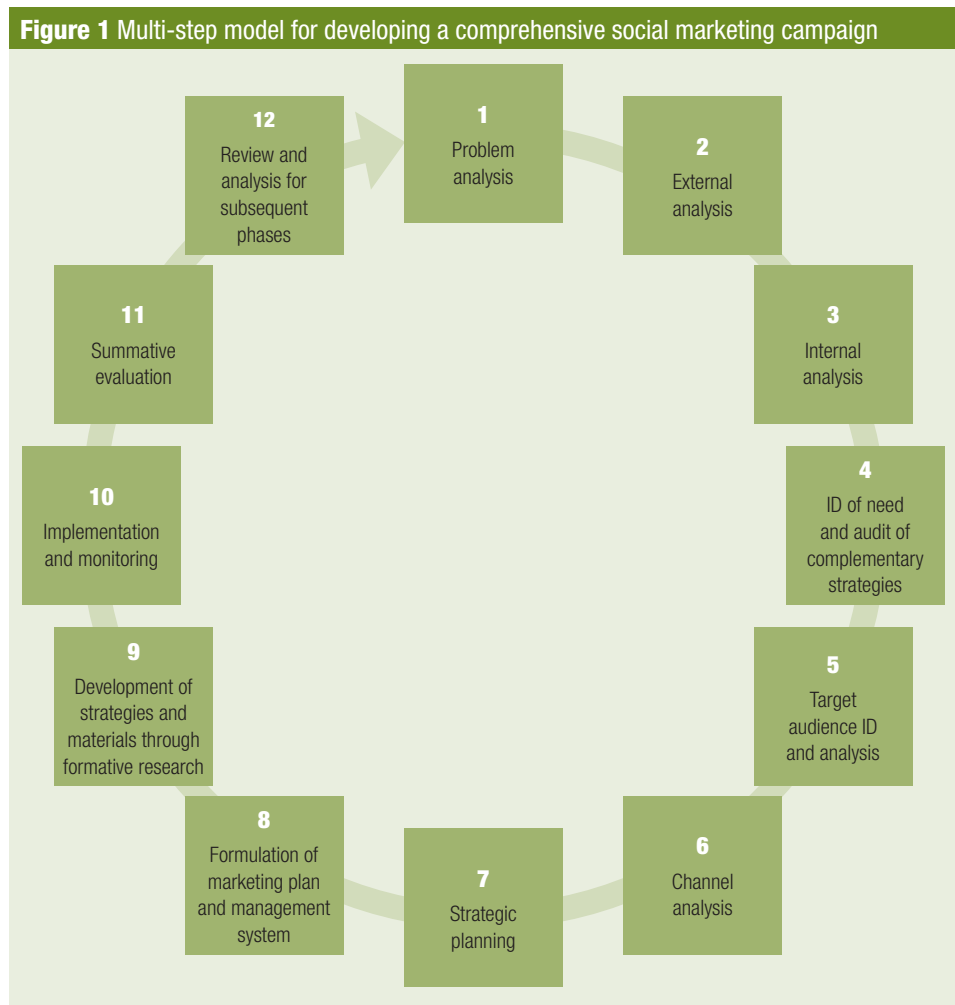 Figure 1 Multi-step model for developing a comprehensive social marketing campaign
1
Problem
analysis
2
External
analysis
3
Internal
analysis
4
ID of need
and audit of
complementary
strategies
5
Target
audience ID
and analysis
6
Channel
analysis
7
Strategic
planning
8
Formulation of
marketing plan
and management
system
9
Development of
strategies and
materials through
formative research
10
Implementation
and monitoring
11
Summative
evaluation
12
Review and
analysis for
subsequent
phases